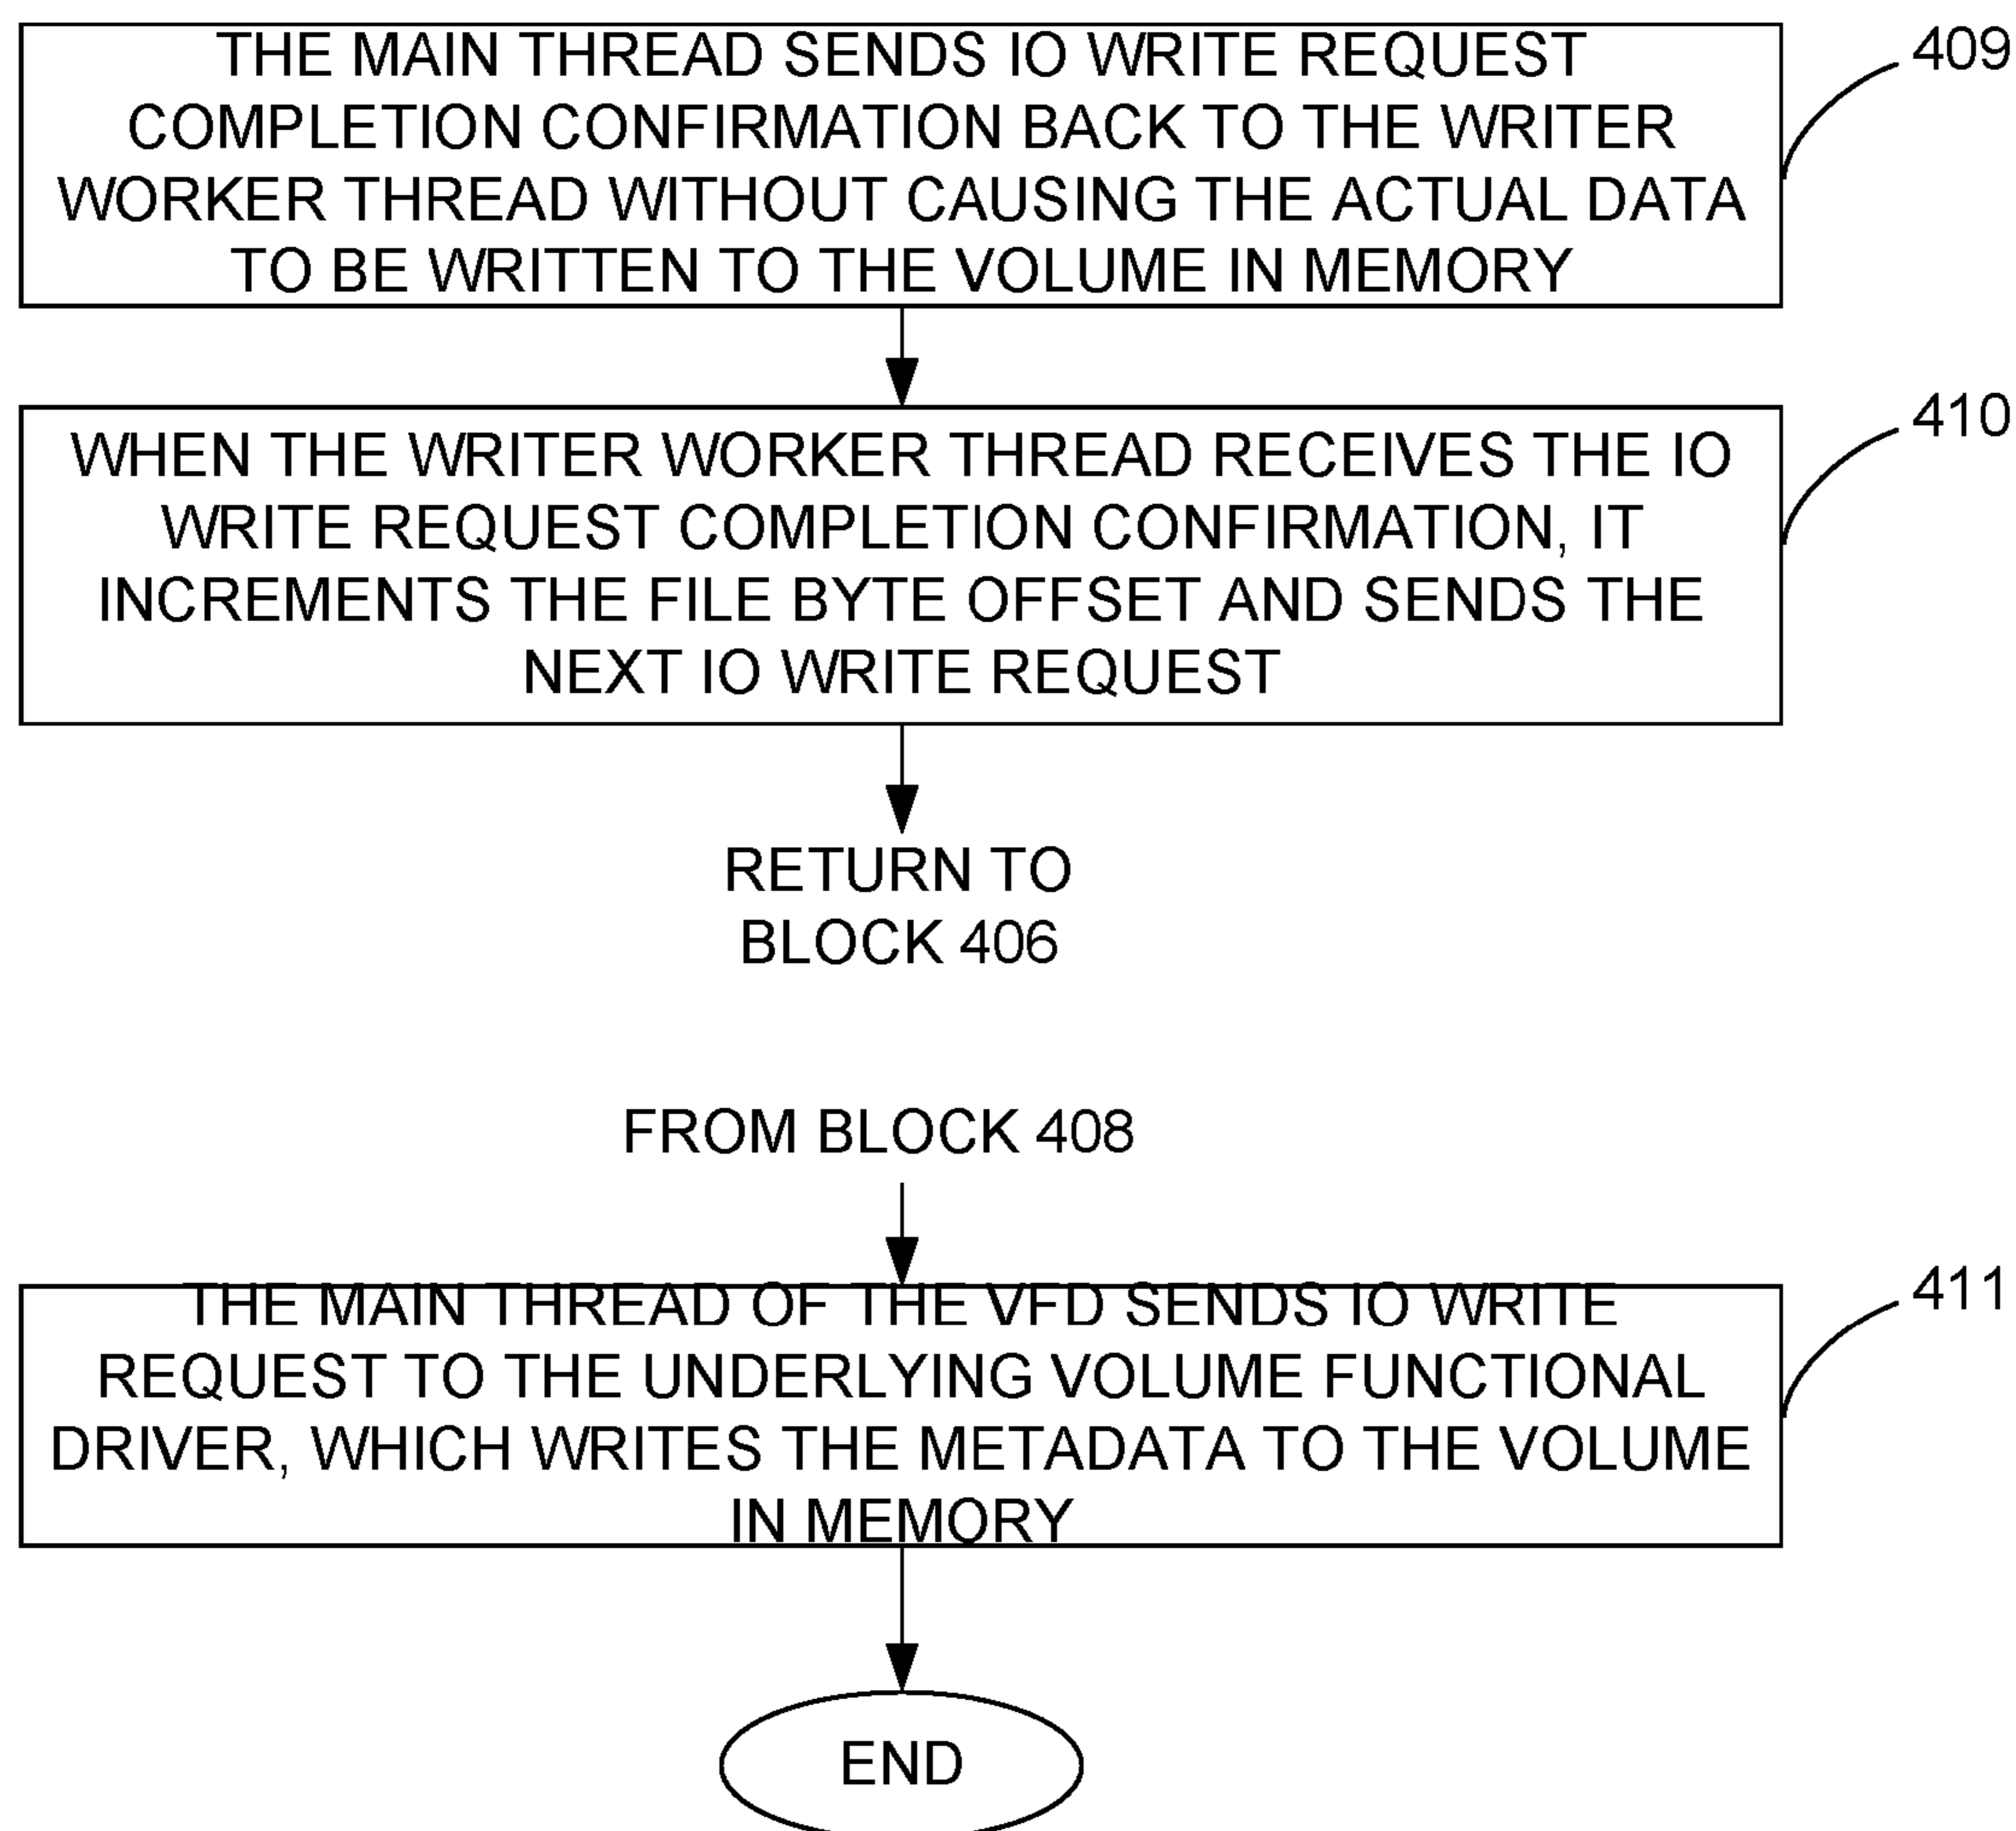 THE MAIN THREAD SENDS IO WRITE REQUEST
COMPLETION CONFIRMATION BACK TO THE WRITER
WORKER THREAD WITHOUT CAUSING THE ACTUAL DATA
TO BE WRITTEN TO THE VOLUME IN MEMORY
409
WHEN THE WRITER WORKER THREAD RECEIVES THE IO
WRITE REQUEST COMPLETION CONFIRMATION, IT
INCREMENTS THE FILE BYTE OFFSET AND SENDS THE
NEXT IO WRITE REQUEST
410
RETURN TO
BLOCK 406
FROM BLOCK 408
THE MAIN THREAD OF THE VFD SENDS IO WRITE
REQUEST TO THE UNDERLYING VOLUME FUNCTIONAL
DRIVER, WHICH WRITES THE METADATA TO THE VOLUME
IN MEMORY
411
END